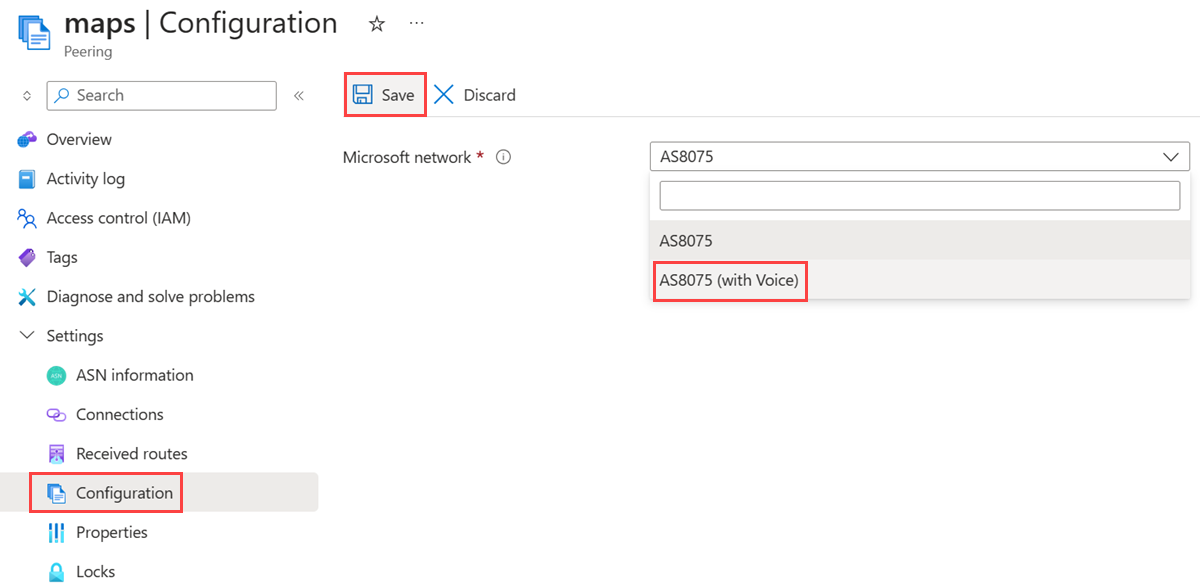 maps | Configuration
Peering
Search
Save
Discard
Overview
Activity log
Access control (IAM)
Tags
Diagnose and solve problems
Settings
ASN
ASN information
Connections
Received routes
Configuration
Properties
Locks
Microsoft network *
AS8075
AS8075
AS8075 (with Voice)